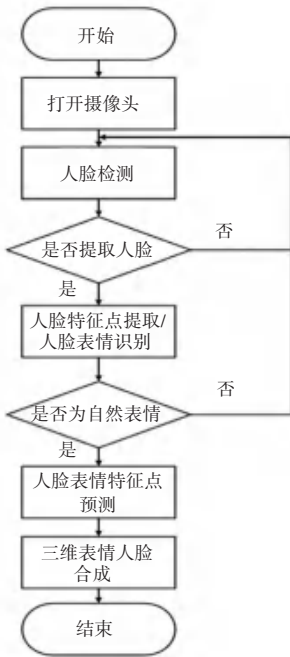 开始
打开摄像头
人脸检测
是否提取人脸
否
是
人脸特征点提取/
人脸表情识别
否
是否为自然表情
是
人脸表情特征点
预测
三维表情人脸
合成
结束